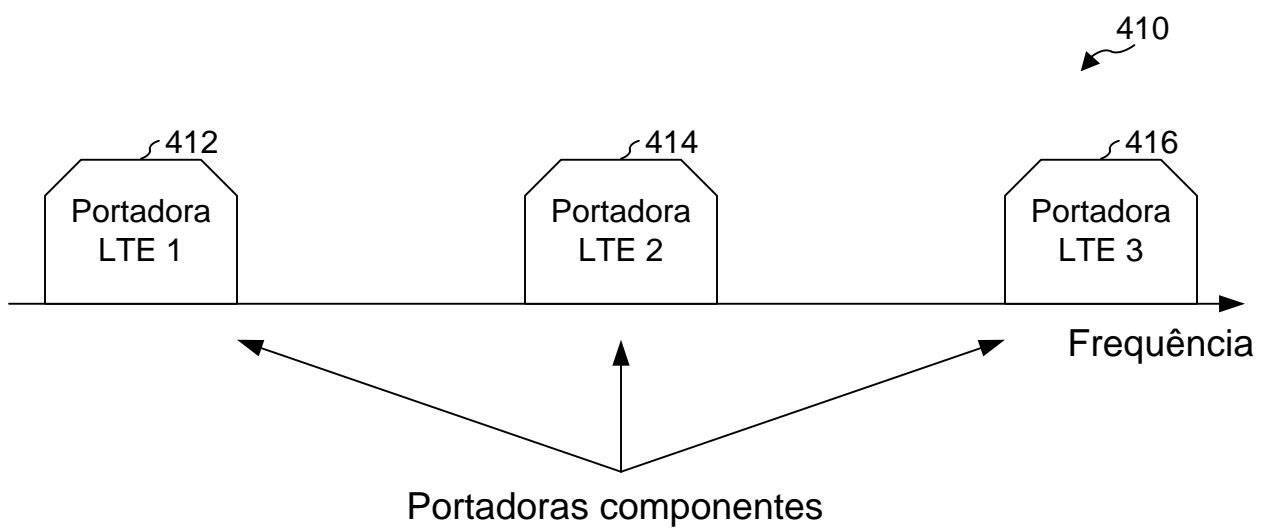 410
412
414
416
Portadora
LTE 1
Portadora
LTE 2
Portadora
LTE 3
Frequência
Portadoras componentes